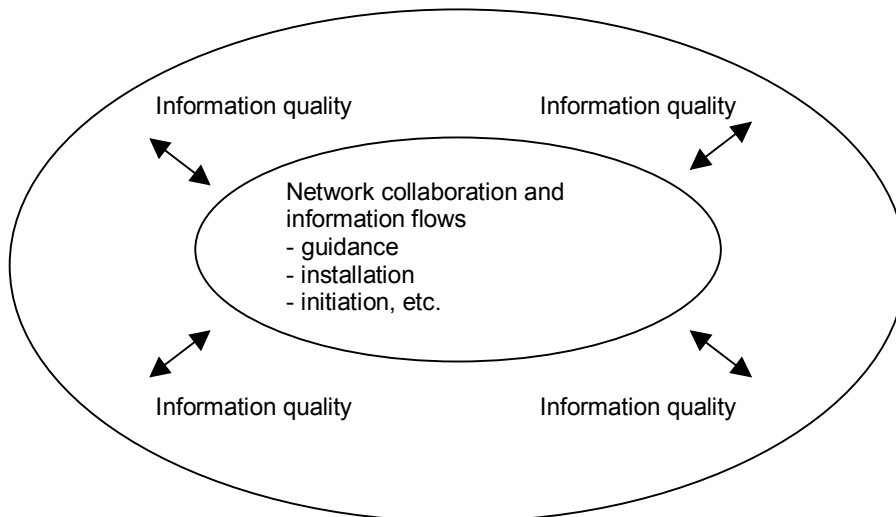 Information quality
Information quality
Network collaboration and
information flows
- guidance
- installation
- initiation, etc.
Information quality
Information quality